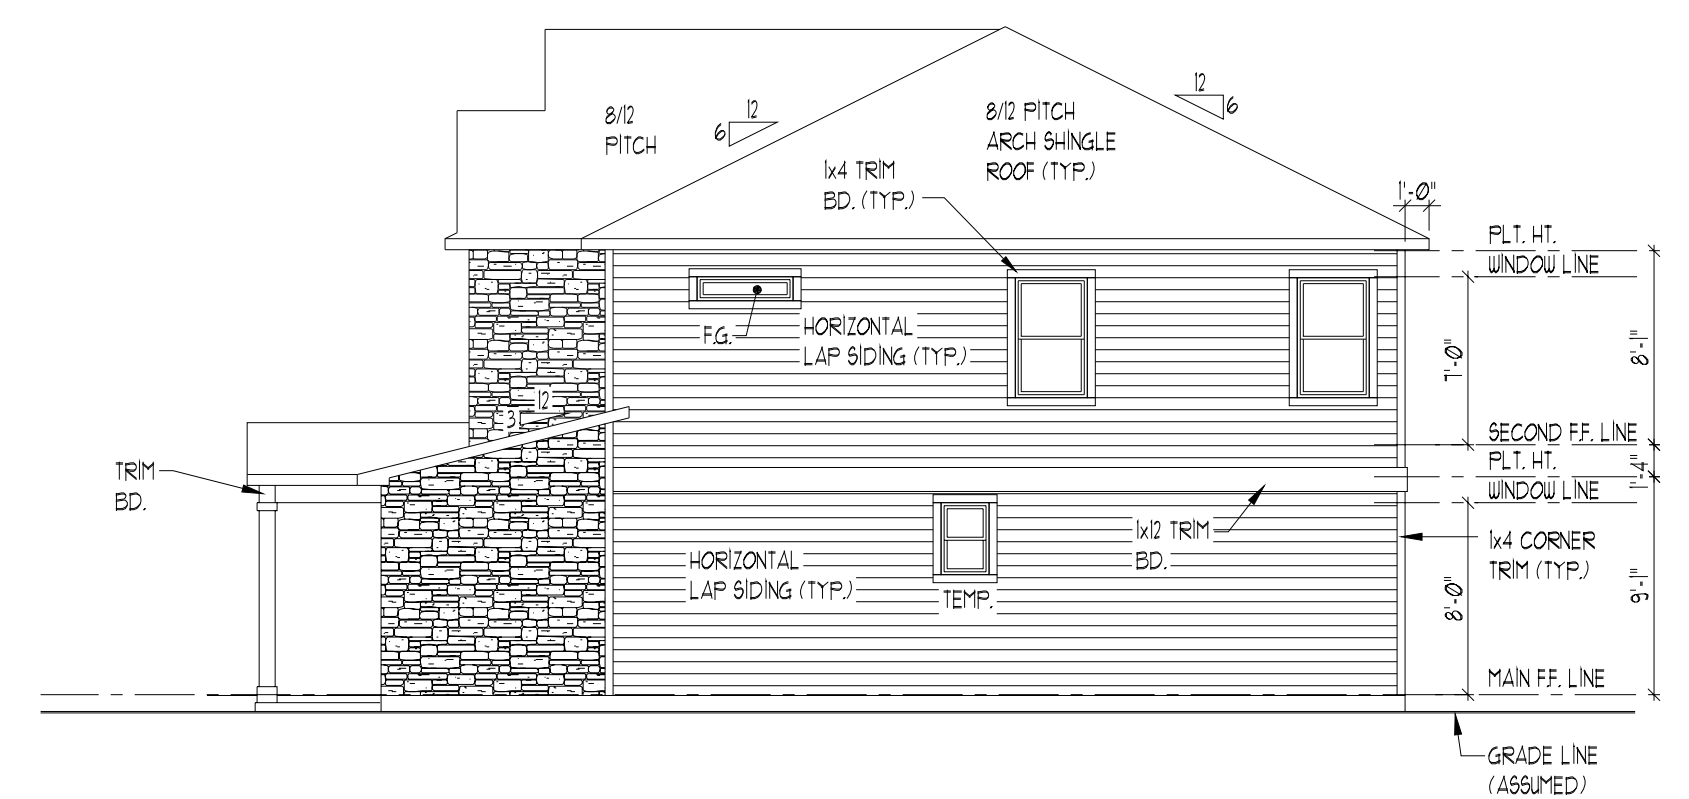 12
6
8/12
PITCH
12
6
8/12 PITCH
ARCH SHINGLE
ROOF (TYP.)
1x4 TRIM
BD. (TYP.)
1'-0"
PLT. HT.
WINDOW LINE
F.G.
HORIZONTAL
LAP SIDING (TYP.)
7'-0"
8'-1"
12
3
SECOND F.F. LINE
PLT. HT.
WINDOW LINE
1'-4"
TRIM
BD.
1x12 TRIM
BD.
1x4 CORNER
TRIM (TYP.)
HORIZONTAL
LAP SIDING (TYP.)
TEMP.
8'-0"
9'-1"
MAIN F.F. LINE
GRADE LINE
(ASSUMED)